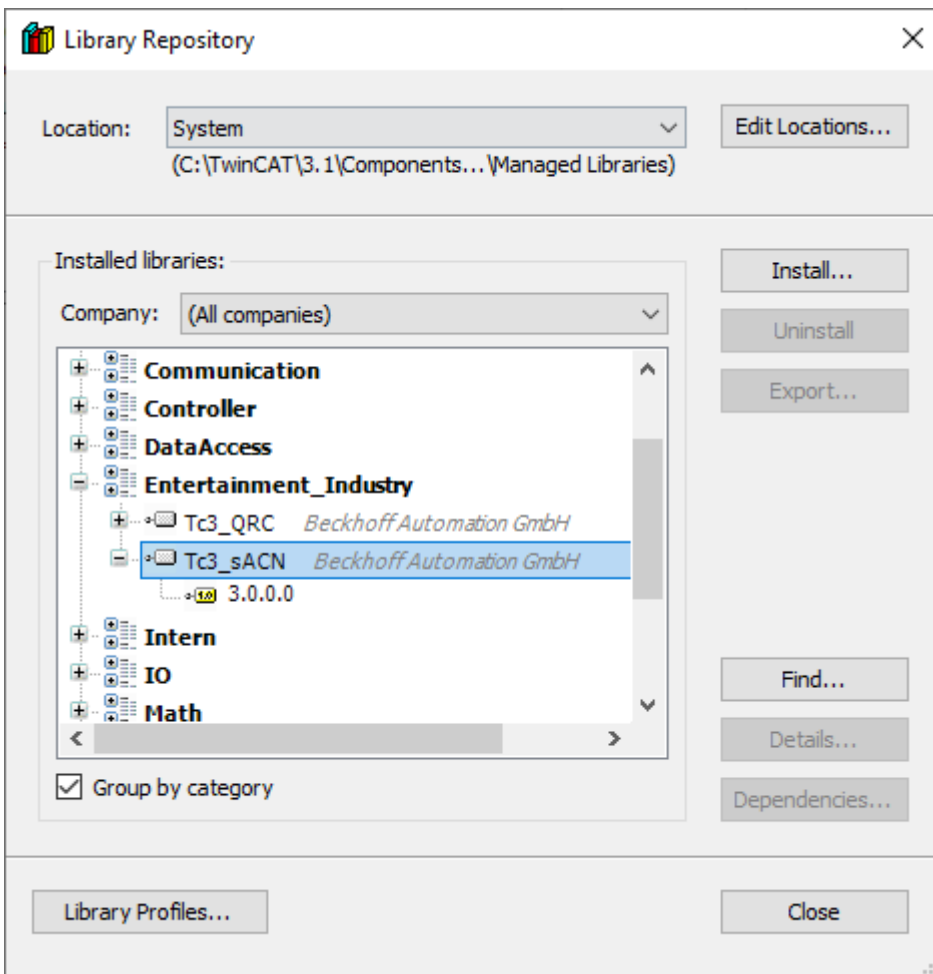 Library Repository
Location: System Edit Locations...
(C:\TwinCAT\3.1\Components...\Managed Libraries)
Installed libraries:
Install...
Company: (All companies)
Uninstall
Communication
Export...
Controller
DataAccess
Entertainment_Industry
Tc3_QRC Beckhoff Automation GmbH
Tc3_sACN Beckhoff Automation GmbH
1.0 3.0.0.0
Intern
IO
Find...
Math
Details...
Group by category
Dependencies...
Library Profiles... Close